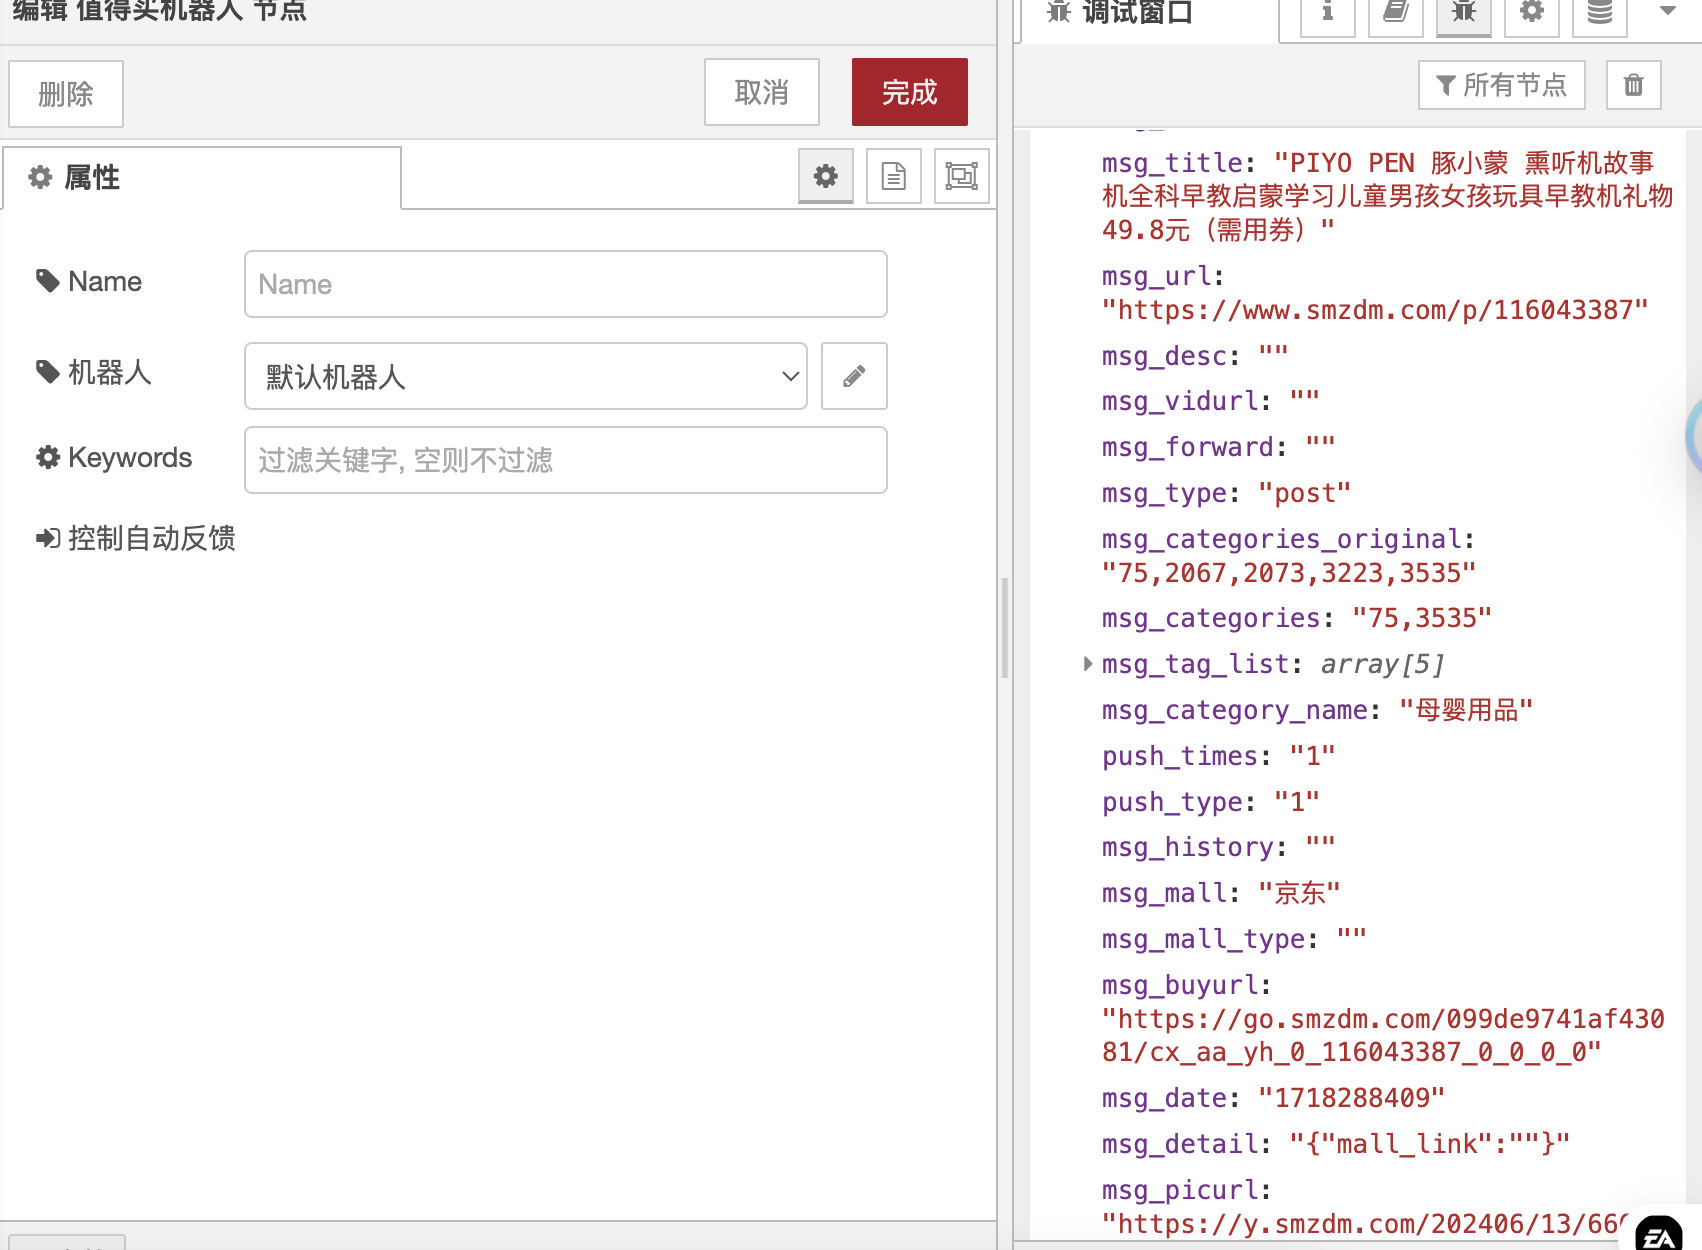 编辑 值得买机器人 节点
删除
取消
完成
属性
Name
Name
机器人
默认机器人
Keywords
过滤关键字, 空则不过滤
控制自动反馈
调试窗口
所有节点
msg_title: "PIYO PEN 豚小蒙 熏听机故事
机全科早教启蒙学习儿童男孩女孩玩具早教机礼物
49.8元（需用券）"
msg_url:
"https://www.smzdm.com/p/116043387"
msg_desc: ""
msg_vidurl: ""
msg_forward: ""
msg_type: "post"
msg_categories_original:
"75,2067,2073,3223,3535"
msg_categories: "75,3535"
msg_tag_list: array[5]
msg_category_name: "母婴用品"
push_times: "1"
push_type: "1"
msg_history: ""
msg_mall: "京东"
msg_mall_type: ""
msg_buyurl:
"https://go.smzdm.com/099de9741af430
81/cx_aa_yh_0_116043387_0_0_0_0"
msg_date: "1718288409"
msg_detail: "{"mall_link":""}"
msg_picurl:
"https://y.smzdm.com/202406/13/66